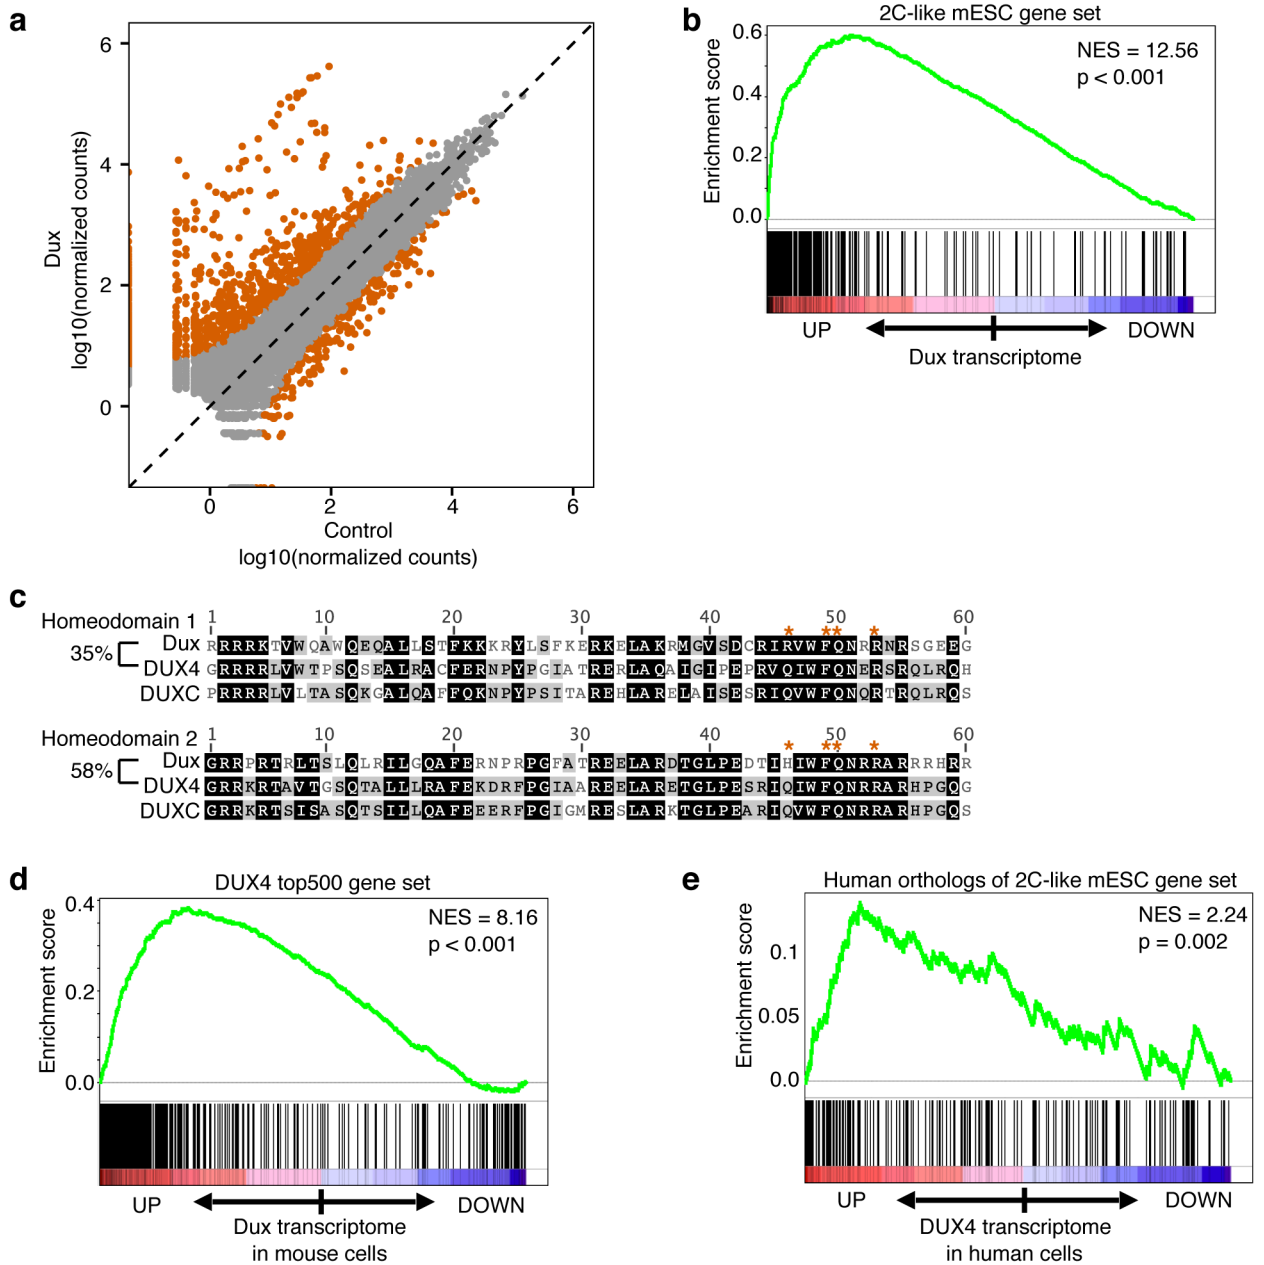 a
6
4
2
0
Dux
log10(normalized counts)
0 2 4 6
Control
log10(normalized counts)
b
2C-like mESC gene set
NES = 12.56
p < 0.001
Enrichment score
0.6
0.4
0.2
0.0
UP DOWN
Dux transcriptome
c
Homeodomain 1
1 10 20 30 40 50 60
* ** *
35%
Dux RRRRKTVWQAWQEQALLSTFKKKRYLSFKERKELAKRMGVSDCRIRVWFQNRRNRSGEEG
DUX4 GRRRRLVWTPSQSEALRACFERNPYPGIATRERLAQAIGIPEPRVQIWFQNERSRQLRQH
DUXC PRRRRLVLTASQKGALQAFFQKNPYPSITAREHLARELAISESRIQVWFQNQRTRQLRQS
Homeodomain 2
1 10 20 30 40 50 60
* ** *
58%
Dux GRRPRTRLTSLQLRILGQAFERNPRPGFATREELARDTGLPEDTIHIWFQNRRARRRHRR
DUX4 GRRKRTAVTGSQTALLLRAFEKDRFPGIAAREELARETGLPESRIQIWFQNRRARHPGQG
DUXC GRRKRTSISASQTSILLQAFEEERFPGIGMRESLARKTGLPEARIQVWFQNRRARHPGQS
d
DUX4 top500 gene set
NES = 8.16
p < 0.001
Enrichment score
0.4
0.2
0.0
UP DOWN
Dux transcriptome
in mouse cells
e
Human orthologs of 2C-like mESC gene set
NES = 2.24
p = 0.002
Enrichment score
0.1
0.05
0.0
UP DOWN
DUX4 transcriptome
in human cells